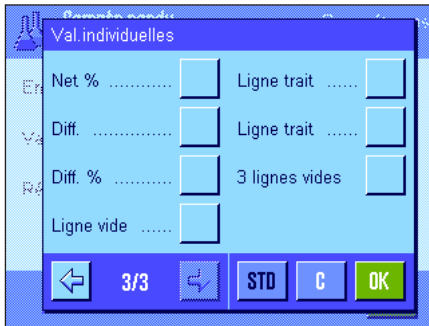 Val.individuelles
Net % ............
Ligne trait ......
Diff. ............
Ligne trait ......
Diff. % ..........
3 lignes vides
Ligne vide ......
3/3
STD
C
OK